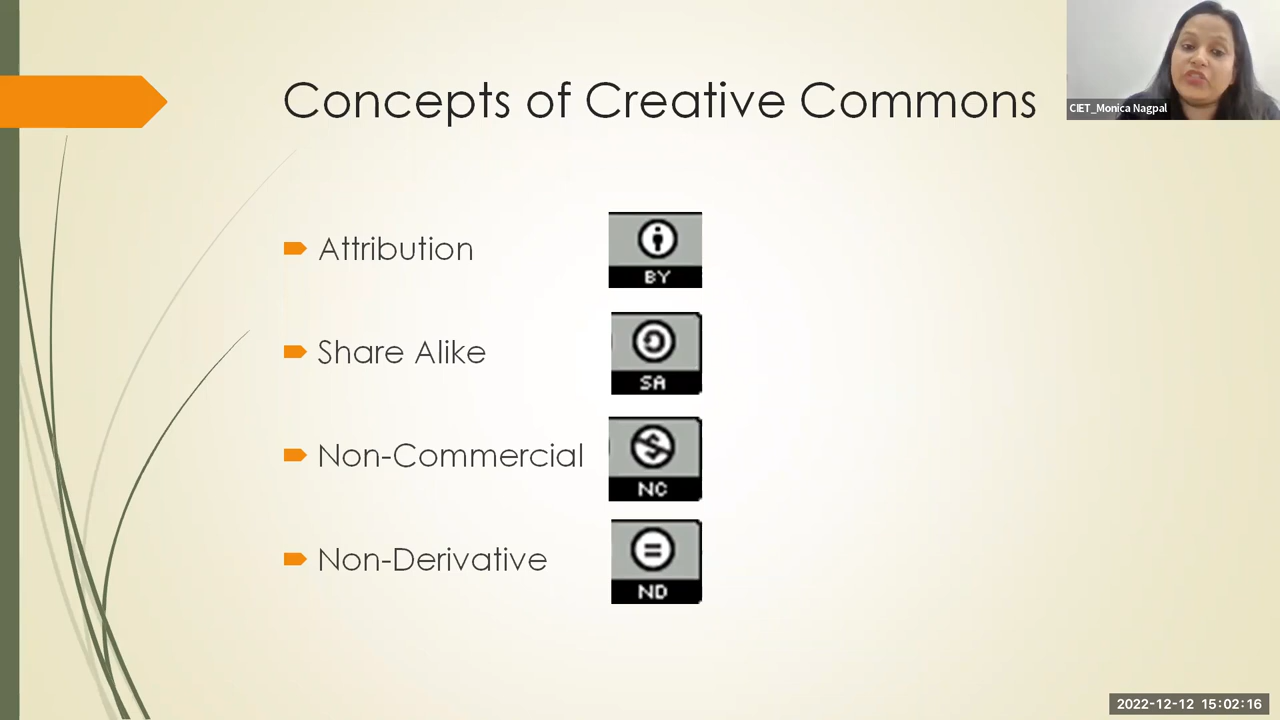 Concepts of Creative Commons
CIET_Monica Nagpal
Attribution
BY
Share Alike
SA
Non-Commercial
NC
Non-Derivative
ND
2022-12-12 15:02:16